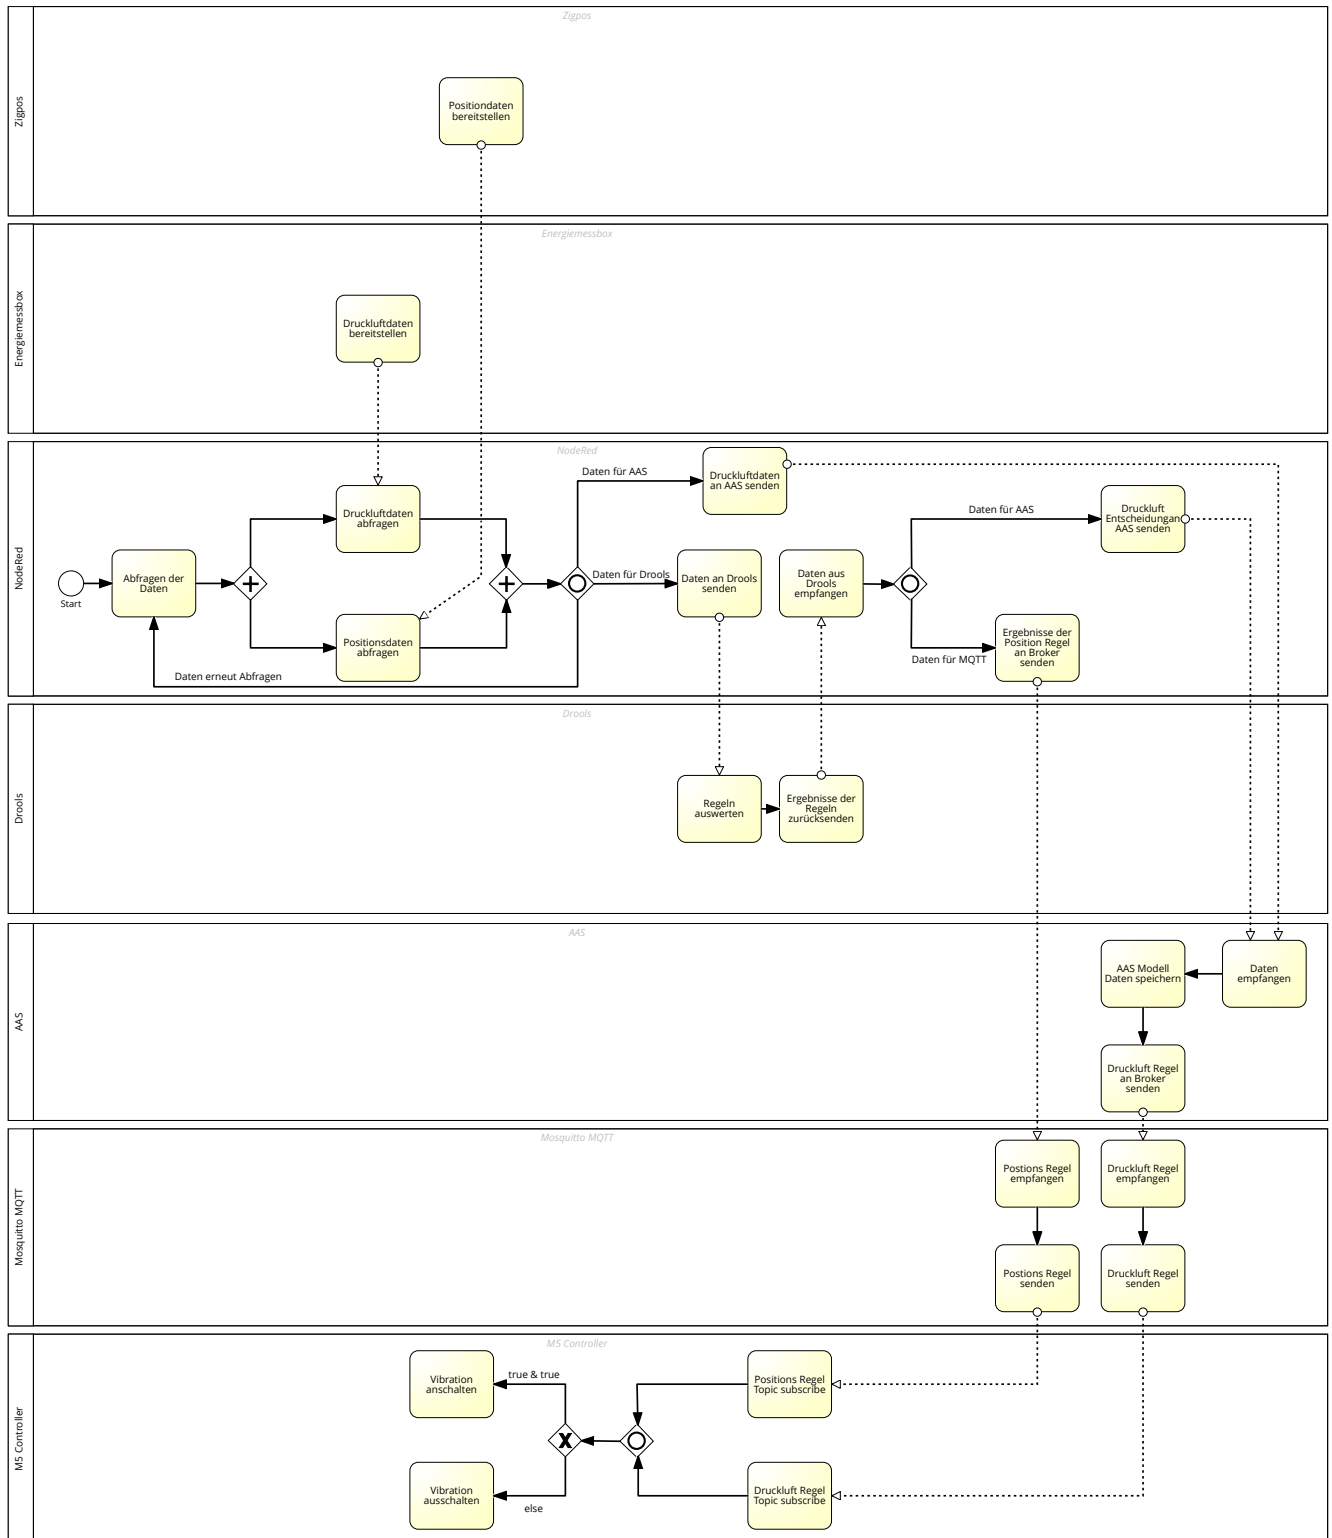 Zigpos
Zigpos
Positiondaten
bereitstellen
Energiemessbox
Energiemessbox
Druckluftdaten
bereitstellen
NodeRed
NodeRed
Start
Abfragen der
Daten
Druckluftdaten
abfragen
Positionsdaten
abfragen
Daten erneut Abfragen
Daten für AAS
Druckluftdaten
an AAS senden
Daten für Drools
Daten an Drools
senden
Daten aus
Drools
empfangen
Daten für AAS
Druckluft
Entscheidungan
AAS senden
Daten für MQTT
Ergebnisse der
Position Regel
an Broker
senden
Drools
Drools
Regeln
auswerten
Ergebnisse der
Regeln
zurücksenden
AAS
AAS
AAS Modell
Daten speichern
Daten
empfangen
Druckluft Regel
an Broker
senden
Mosquitto MQTT
Mosquitto MQTT
Postions Regel
empfangen
Druckluft Regel
empfangen
Postions Regel
senden
Druckluft Regel
senden
M5 Controller
M5 Controller
Vibration
anschalten
true & true
Positions Regel
Topic subscribe
Vibration
ausschalten
else
Druckluft Regel
Topic subscribe